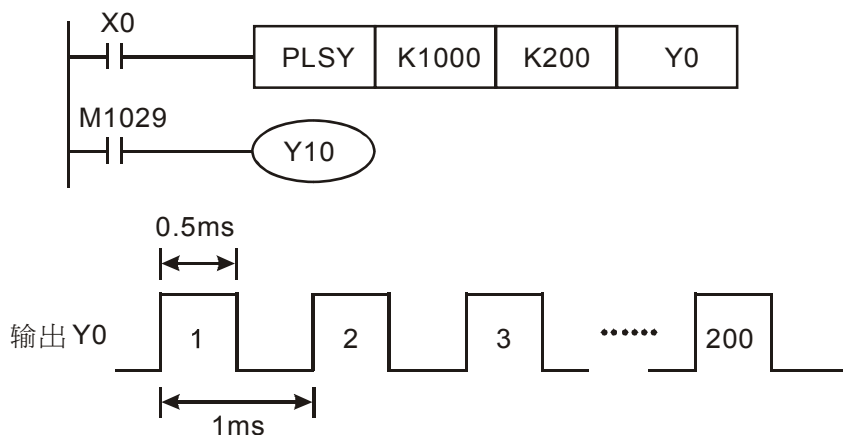 X0
PLSY K1000 K200 Y0
M1029
Y10
0.5ms
输出 Y0 1 2 3 ...... 200
1ms